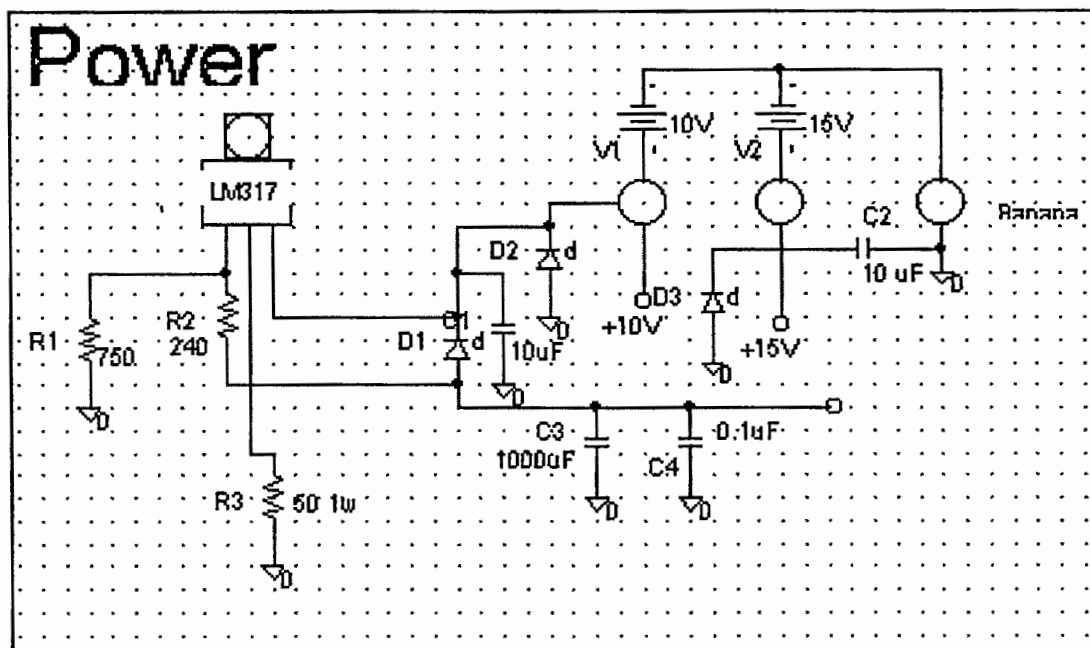 Power
LM317
10V
15V
V1
V2
C2
Banana
D2
d
10 uF
D
R1
750
R2
240
D1
d
10uF
D
+10V
D3
d
+15V
D
D
D
C3
1000uF
0.1uF
C4
D
D
R3
50 1w
D